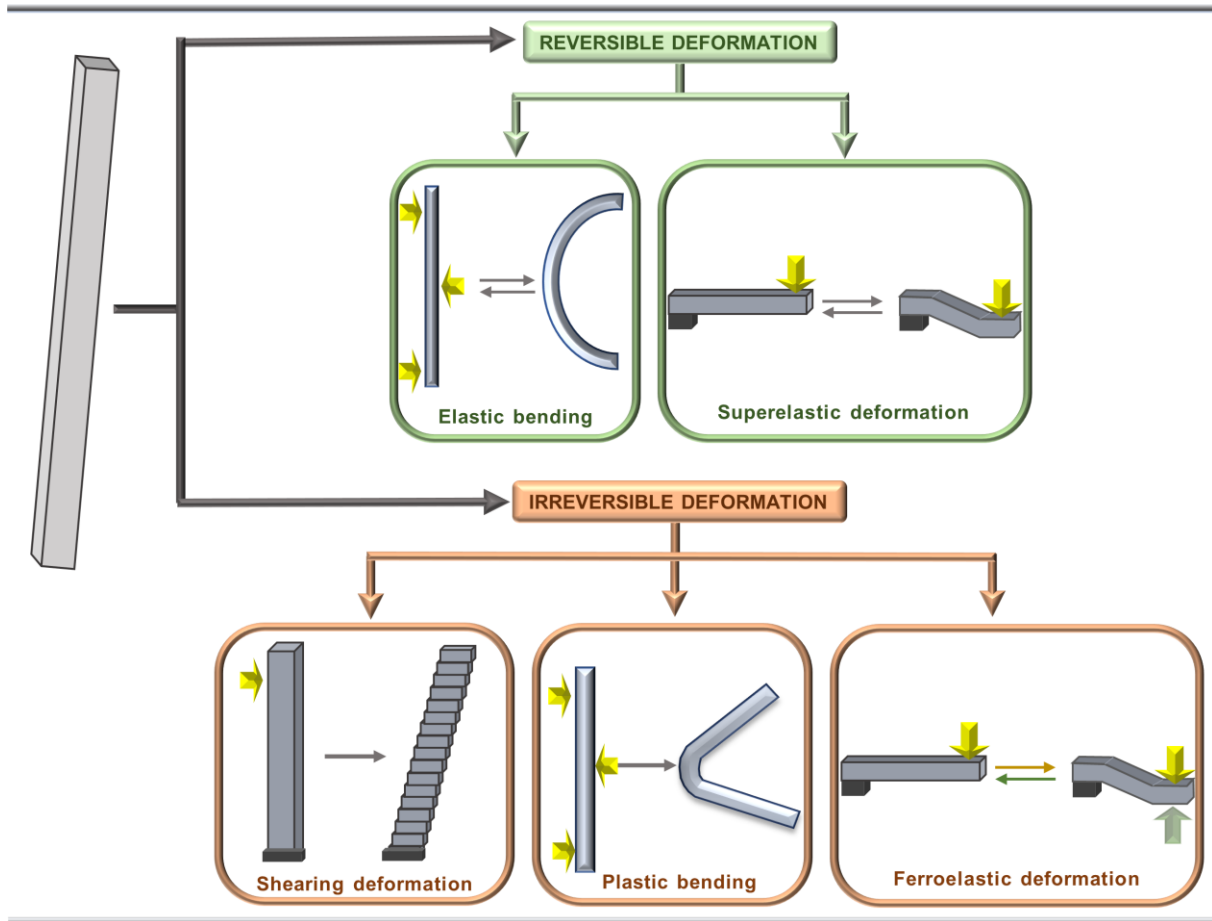 REVERSIBLE DEFORMATION
Elastic bending
Superelastic deformation
IRREVERSIBLE DEFORMATION
Shearing deformation
Plastic bending
Ferroelastic deformation